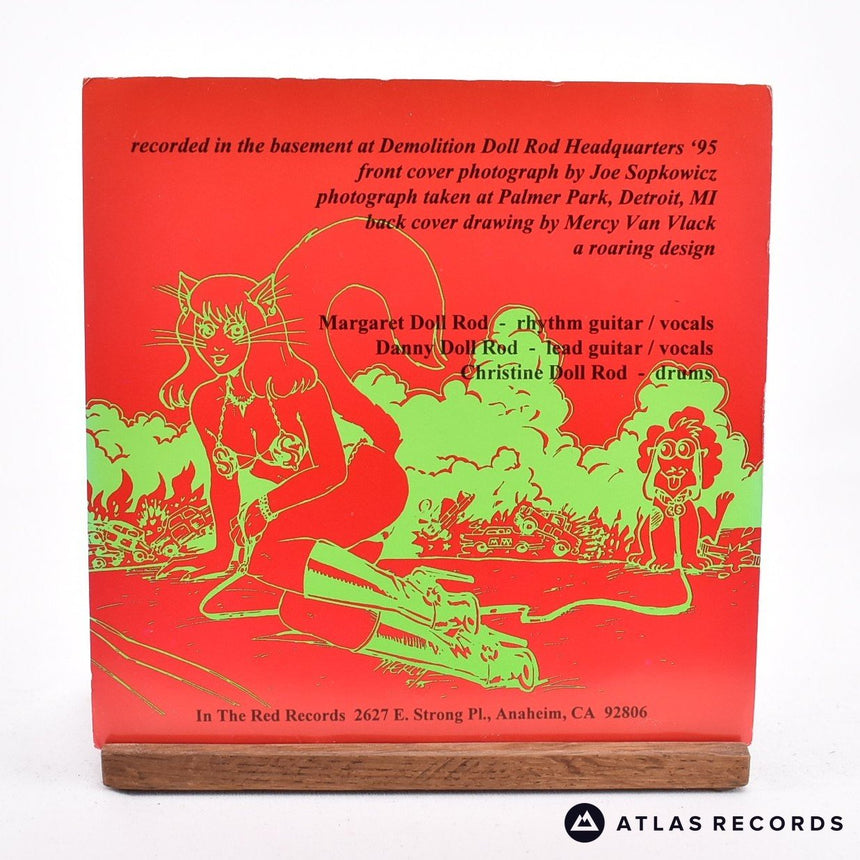 recorded in the basement at Demolition Doll Rod Headquarters ‘95
front cover photograph by Joe Sopkowicz
photograph taken at Palmer Park, Detroit, MI
back cover drawing by Mercy Van Vlack
a roaring design
Margaret Doll Rod - rhythm guitar / vocals
Danny Doll Rod - lead guitar / vocals
Christine Doll Rod - drums
In The Red Records 2627 E. Strong Pl., Anaheim, CA 92806
ATLAS RECORDS